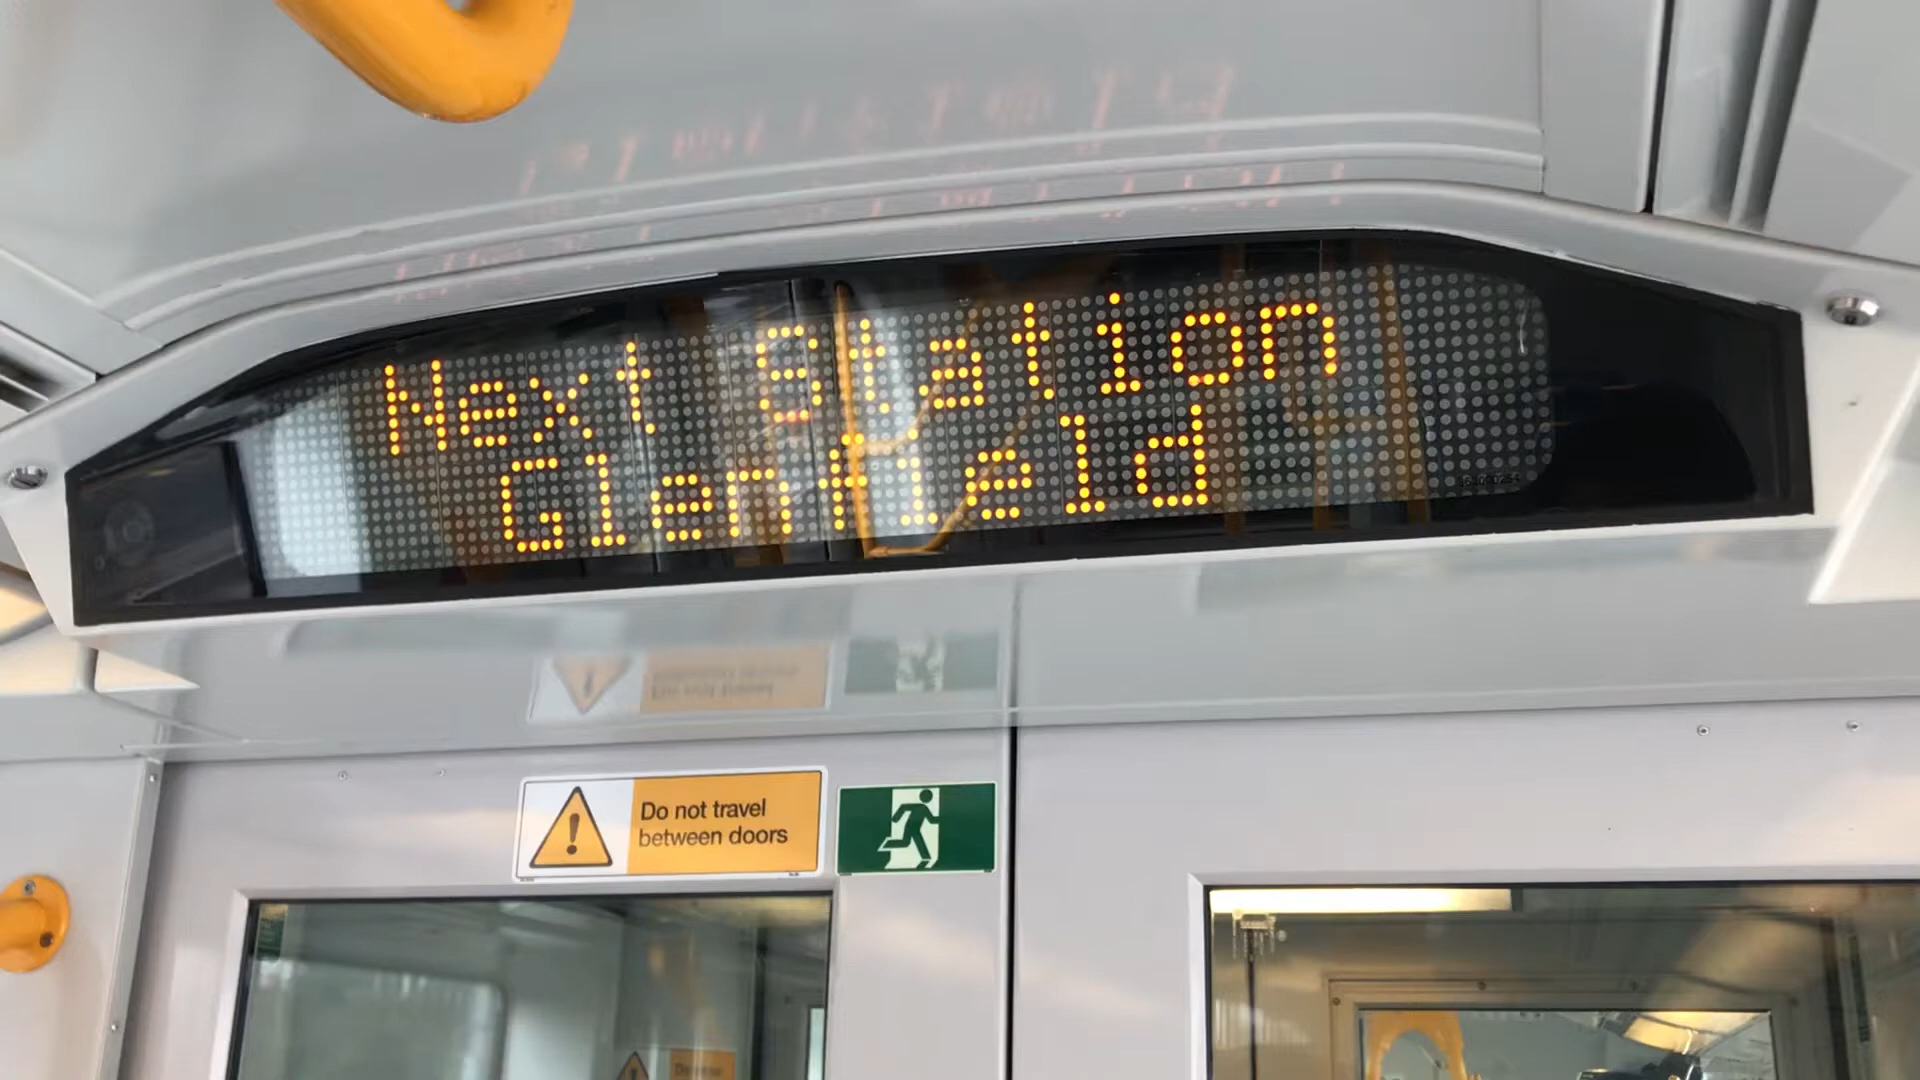 Next station
Glenfield
Do not travel
between doors